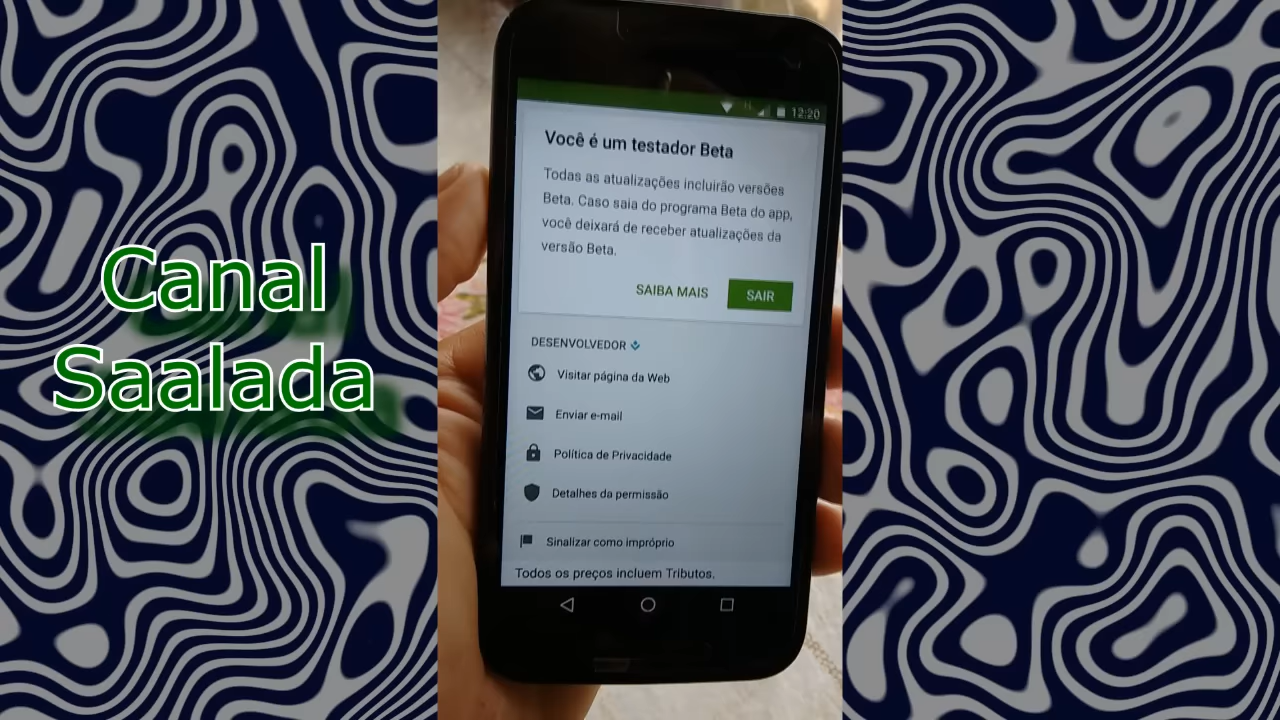 Canal
Saalada
12:20
Você é um testador Beta
Todas as atualizações incluirão versões
Beta. Caso saia do programa Beta do app,
você deixará de receber atualizações da
versão Beta.
SAIBA MAIS
SAIR
DESENVOLVEDOR
Visitar página da Web
Enviar e-mail
Política de Privacidade
Detalhes da permissão
Sinalizar como impróprio
Todos os preços incluem Tributos.